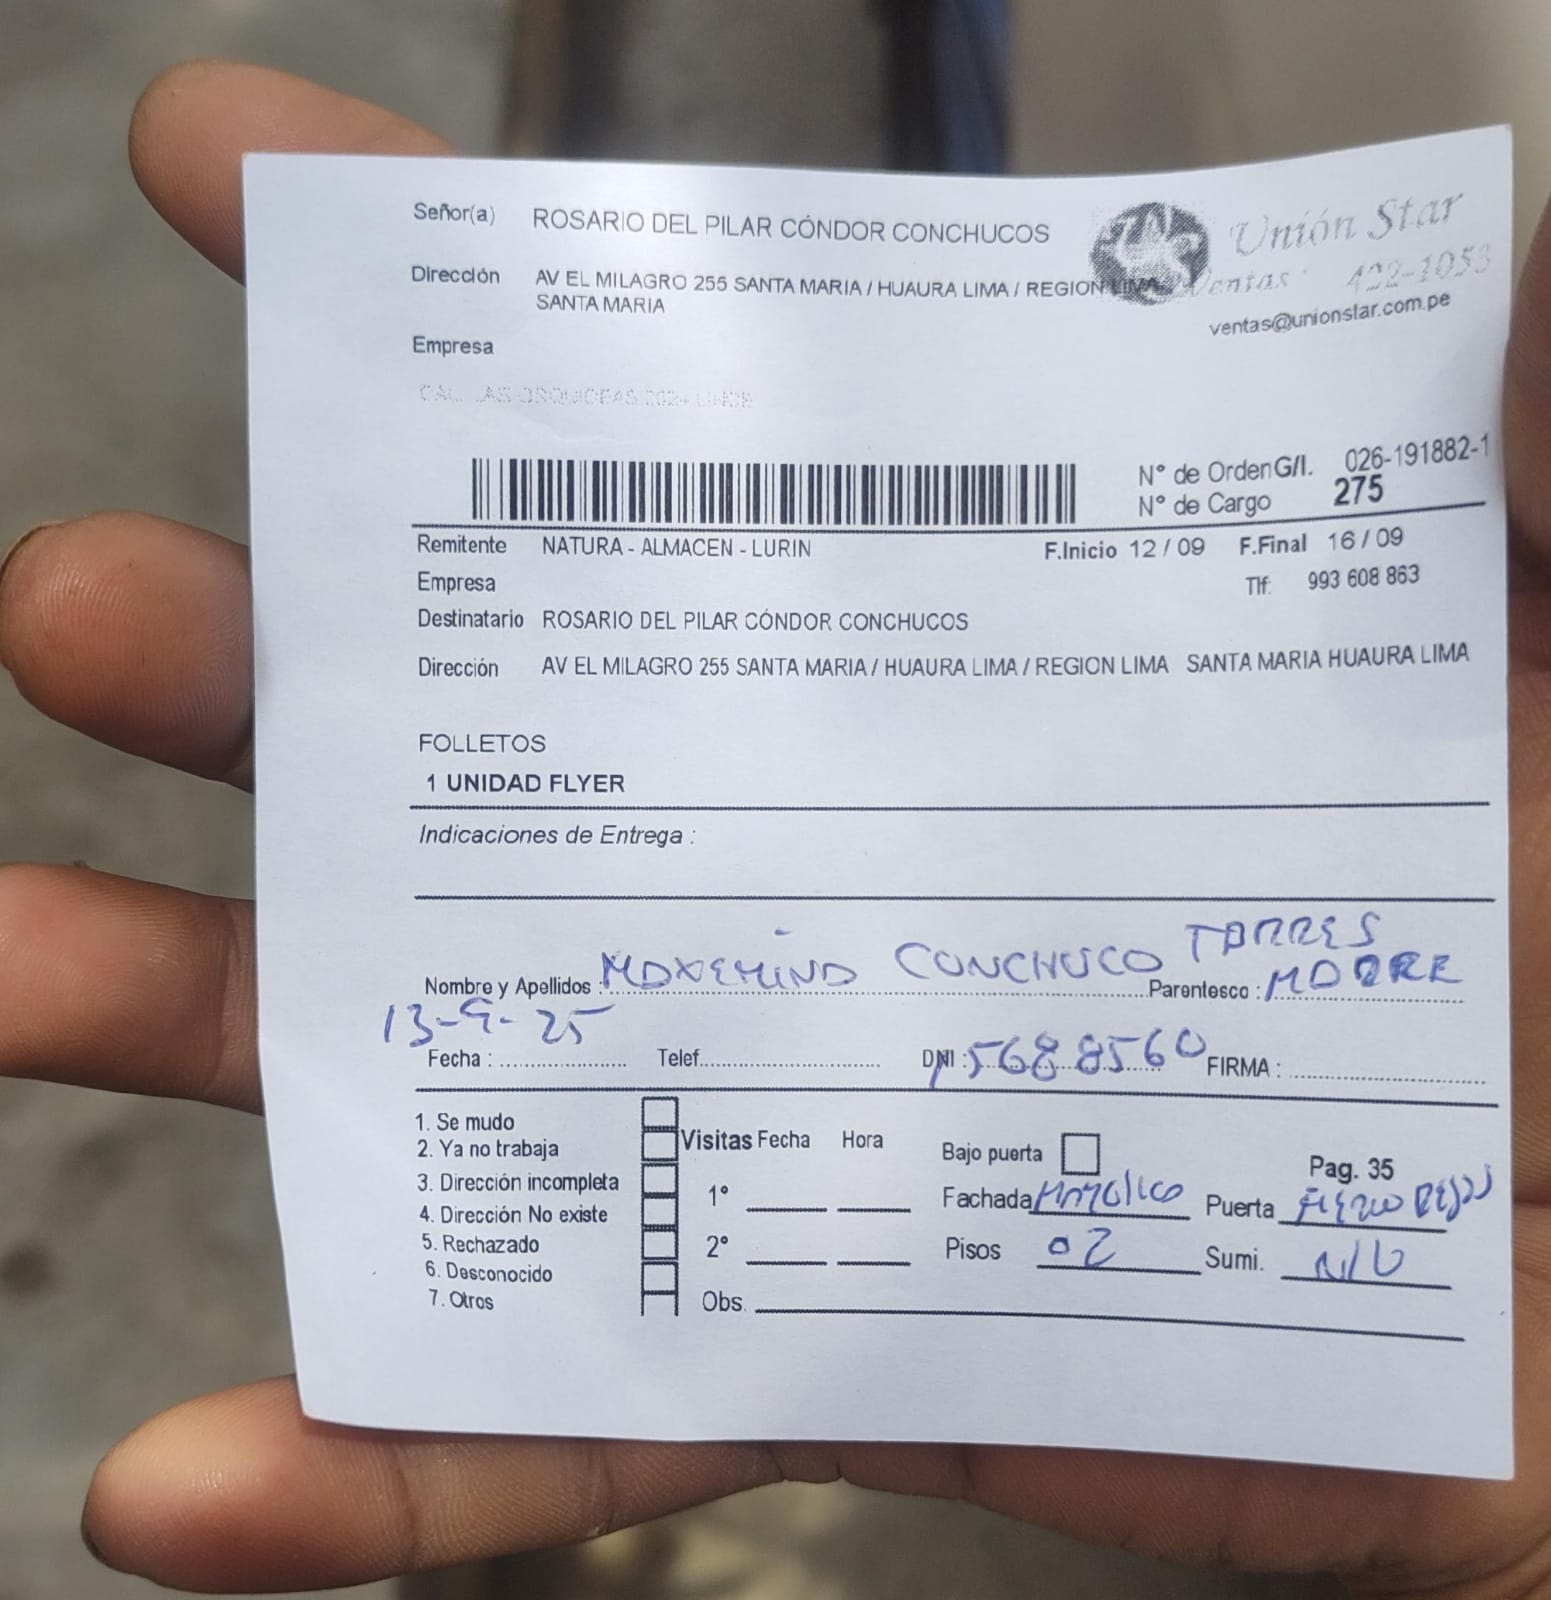 Señor(a) ROSARIO DEL PILAR CÓNDOR CONCHUCOS
Unión Star
Dirección AV EL MILAGRO 255 SANTA MARIA / HUAURA LIMA / REGION LIMA
SANTA MARIA
Ventas: 422-1053
ventas@unionstar.com.pe
Empresa
N° de Orden G/I. 026-191882-1
N° de Cargo 275
Remitente NATURA - ALMACEN - LURIN F.Inicio 12 / 09 F.Final 16 / 09
Empresa Tlf: 993 608 863
Destinatario ROSARIO DEL PILAR CÓNDOR CONCHUCOS
Dirección AV EL MILAGRO 255 SANTA MARIA / HUAURA LIMA / REGION LIMA SANTA MARIA HUAURA LIMA
FOLLETOS
1 UNIDAD FLYER
Indicaciones de Entrega :
Nombre y Apellidos : CONCHUCO TORRES Parentesco : MADRE
13-9-25
Fecha : Telef. DNI : 15688560 FIRMA :
1. Se mudo
2. Ya no trabaja
3. Dirección incompleta
4. Dirección No existe
5. Rechazado
6. Desconocido
7. Otros
Visitas Fecha Hora
1°
2°
Obs.
Bajo puerta Pag. 35
Fachada Puerta
Pisos 02 Sumi. N/V